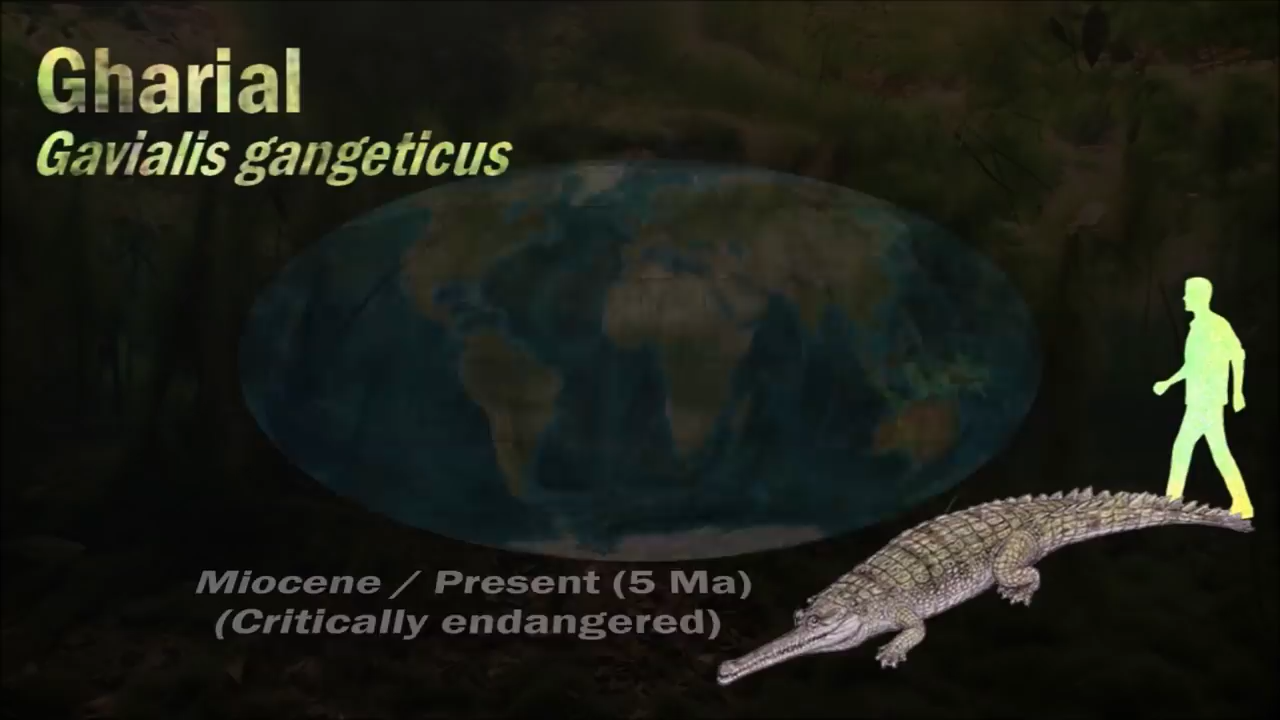 Gharial
Gavialis gangeticus
Miocene / Present (5 Ma)
(Critically endangered)